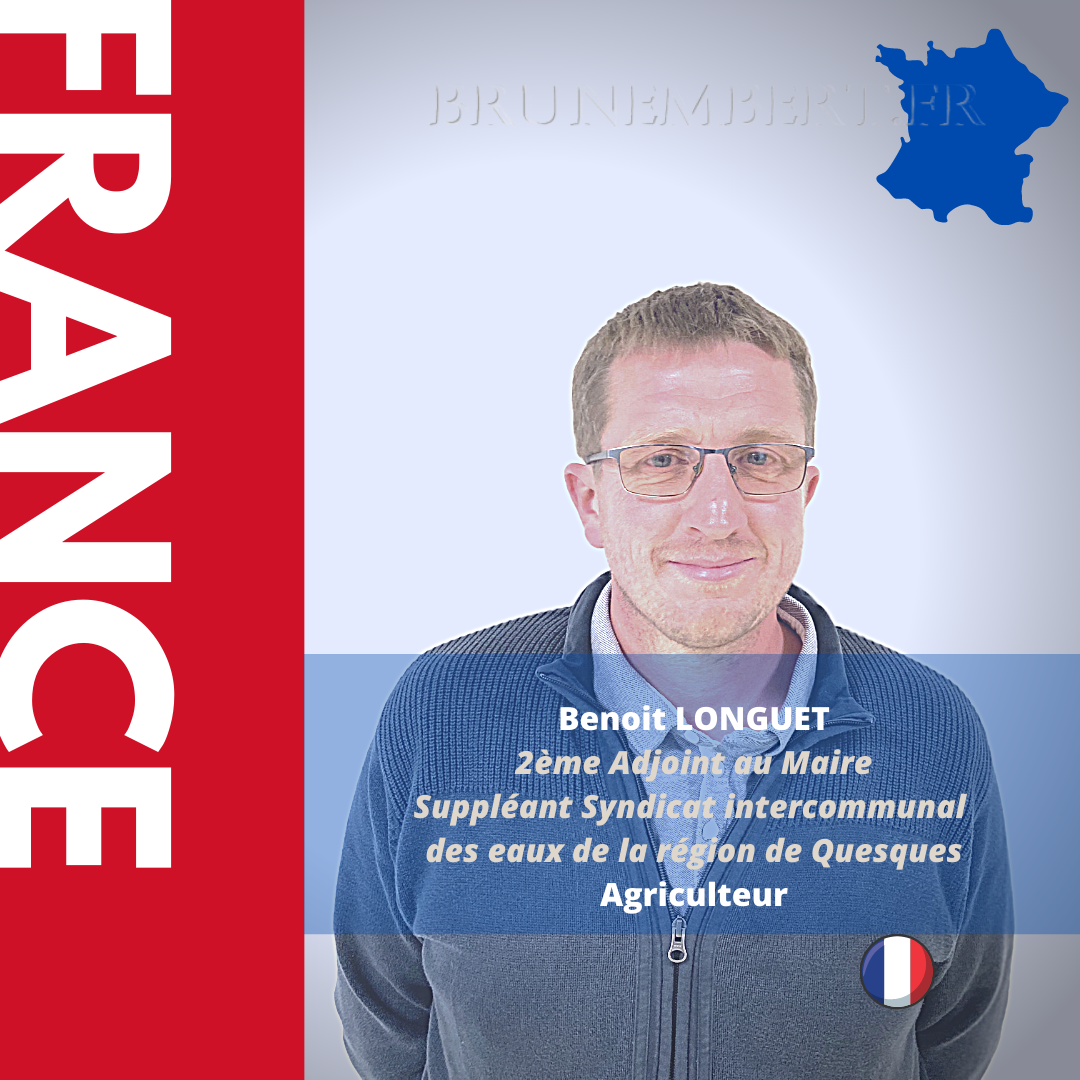 FRANCE
BRUNEMBERT.FR
Benoit LONGUET
2ème Adjoint au Maire
Suppléant Syndicat intercommunal
des eaux de la région de Quesques
Agriculteur